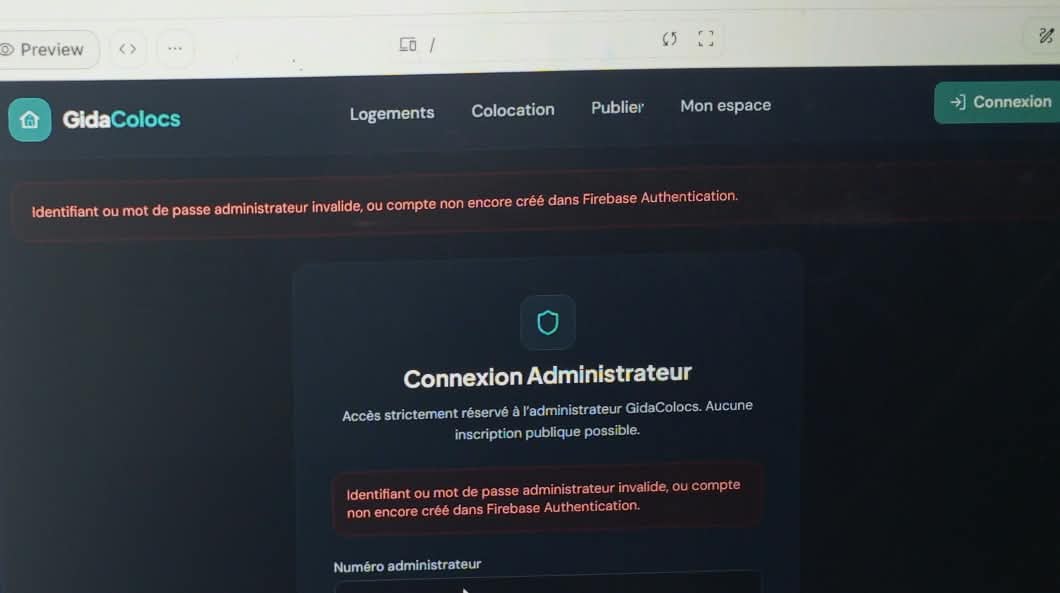 Preview
/
GidaColocs
Logements
Colocation
Publier
Mon espace
Connexion
Identifiant ou mot de passe administrateur invalide, ou compte non encore créé dans Firebase Authentication.
Connexion Administrateur
Accès strictement réservé à l'administrateur GidaColocs. Aucune
inscription publique possible.
Identifiant ou mot de passe administrateur invalide, ou compte
non encore créé dans Firebase Authentication.
Numéro administrateur